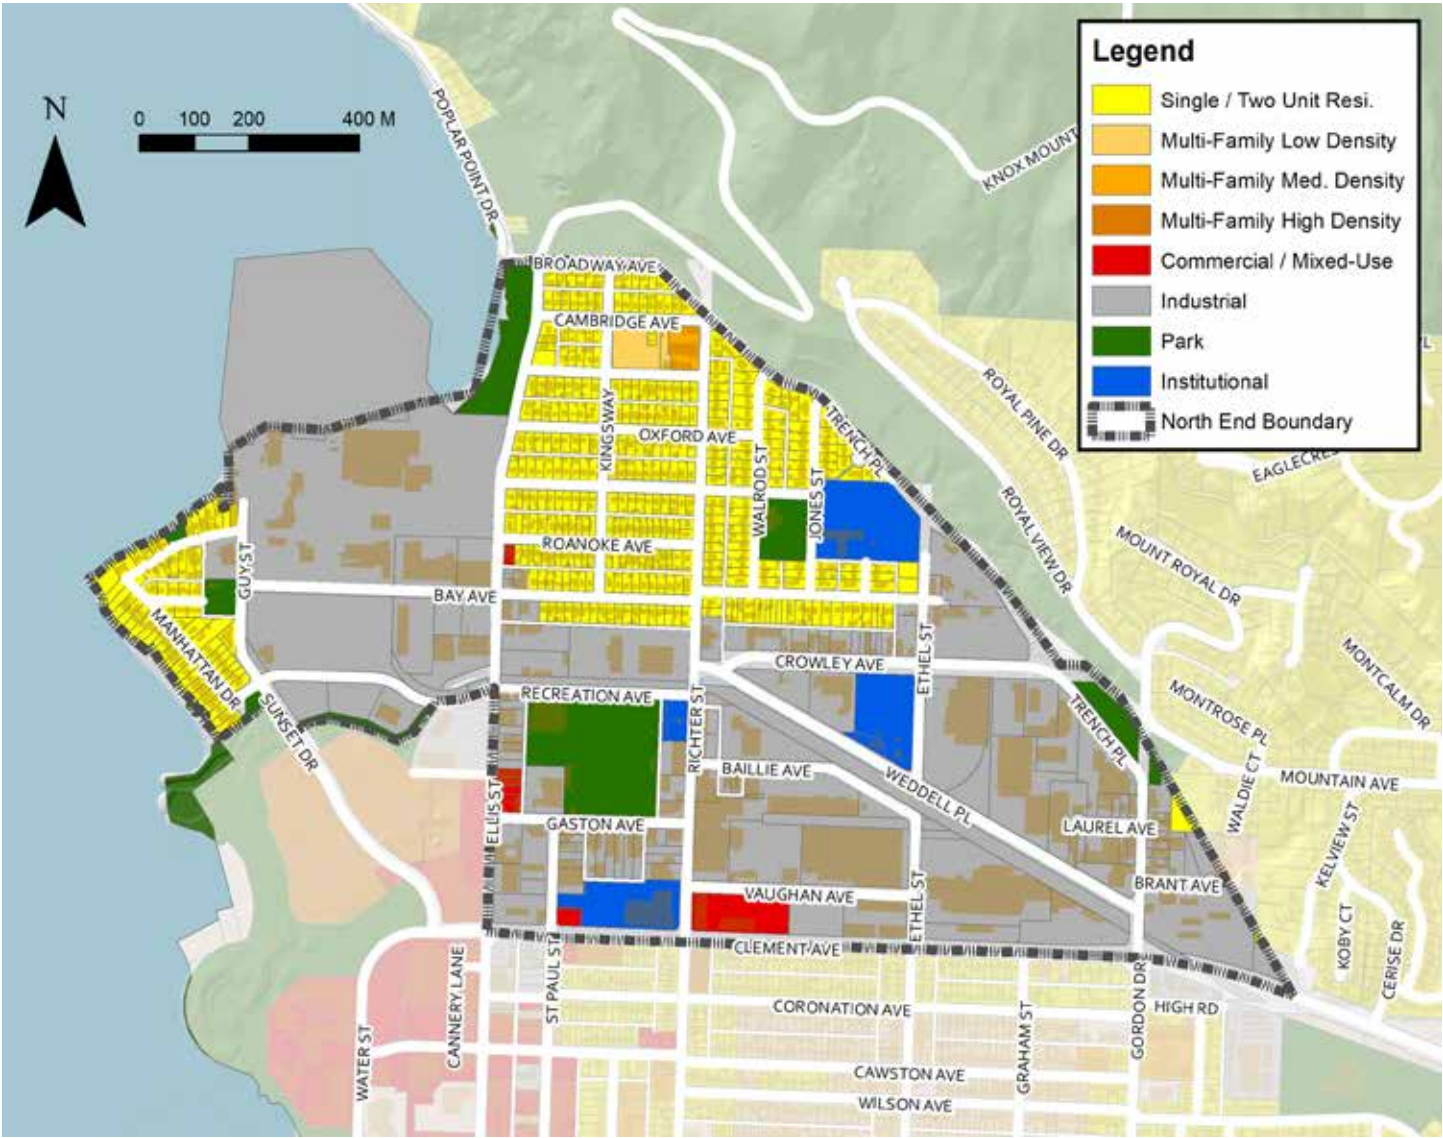 Legend
Single / Two Unit Resi.
Multi-Family Low Density
Multi-Family Med. Density
Multi-Family High Density
Commercial / Mixed-Use
Industrial
Park
Institutional
North End Boundary
N
0 100 200 400 M
POPLAR POINT DR
KNOX MOUNT
BROADWAY AVE
CAMBRIDGE AVE
KINGSWAY
OXFORD AVE
WALROD ST
JONES ST
TRENCH PL
ROYAL PINE DR
ROYAL VIEW DR
EAGLECRES
ROANOKE AVE
GUY ST
BAY AVE
MOUNT ROYAL DR
MANHATTAN DR
SUNSET DR
CROWLEY AVE
ETHEL ST
RECREATION AVE
RICHTER ST
TRENCH PL
MONTROSE PL
MONTCALM DR
BAILLIE AVE
WEDDELL PL
MOUNTAIN AVE
WALDIE CT
ELLIS ST
GASTON AVE
LAUREL AVE
KELVIEW ST
VAUGHAN AVE
ETHEL ST
BRANT AVE
CLEMENT AVE
KOBY CT
CERISE DR
CANNERY LANE
ST PAUL ST
CORONATION AVE
GRAHAM ST
GORDON DR
HIGH RD
WATER ST
CAWSTON AVE
WILSON AVE